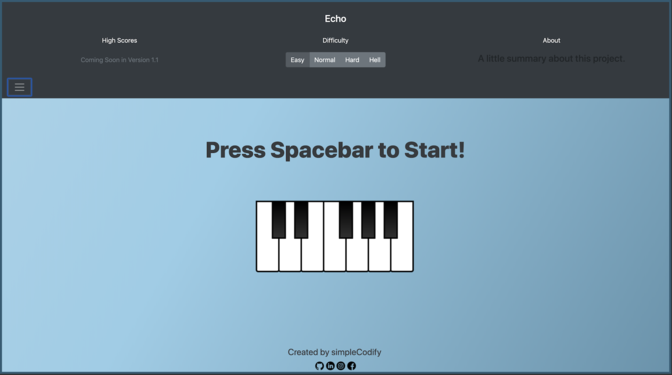 Echo
High Scores
Difficulty
About
Coming Soon in Version 1.1
Easy Normal Hard Hell
A little summary about this project.
Press Spacebar to Start!
Created by simpleCodify